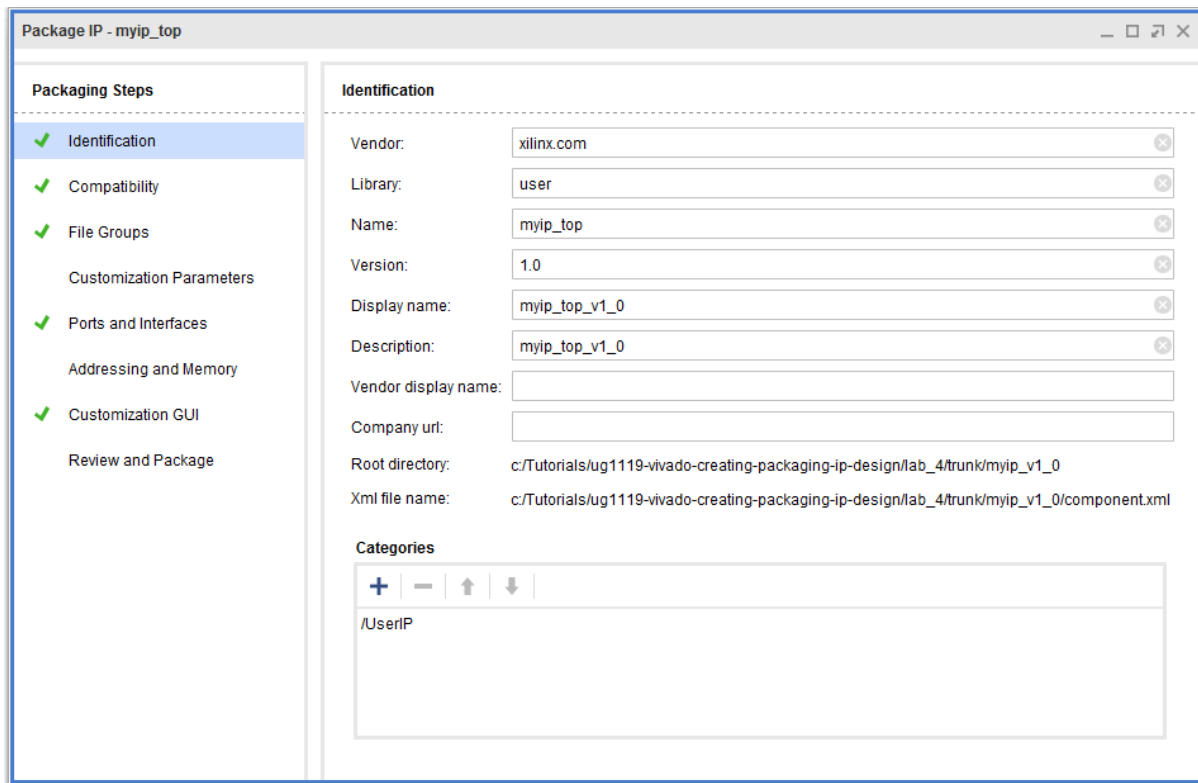 Package IP - myip_top
Packaging Steps
Identification
Compatibility
File Groups
Customization Parameters
Ports and Interfaces
Addressing and Memory
Customization GUI
Review and Package
Identification
Vendor: xilinx.com
Library: user
Name: myip_top
Version: 1.0
Display name: myip_top_v1_0
Description: myip_top_v1_0
Vendor display name:
Company url:
Root directory: c:/Tutorials/ug1119-vivado-creating-packaging-ip-design/lab_4/trunk/myip_v1_0
Xml file name: c:/Tutorials/ug1119-vivado-creating-packaging-ip-design/lab_4/trunk/myip_v1_0/component.xml
Categories
/UserIP